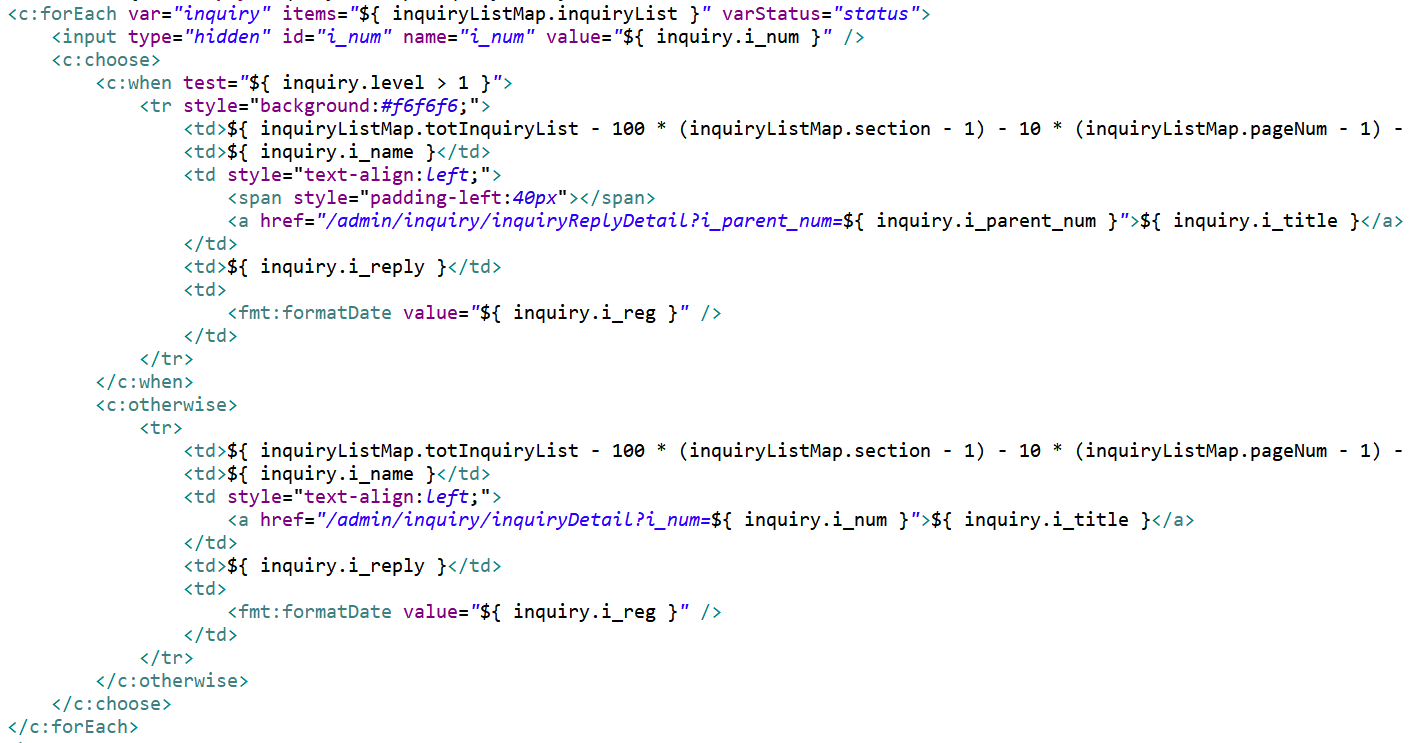 <c:forEach var="inquiry" items="${ inquiryListMap.inquiryList }" varStatus="status">
<input type="hidden" id="i_num" name="i_num" value="${ inquiry.i_num }" />
<c:choose>
<c:when test="${ inquiry.level > 1 }">
<tr style="background:#f6f6f6;">
<td>${ inquiryListMap.totInquiryList - 100 * (inquiryListMap.section - 1) - 10 * (inquiryListMap.pageNum - 1) -
<td>${ inquiry.i_name }</td>
<td style="text-align:left;">
<span style="padding-left:40px"></span>
<a href="/admin/inquiry/inquiryReplyDetail?i_parent_num=${ inquiry.i_parent_num }">${ inquiry.i_title }</a>
</td>
<td>${ inquiry.i_reply }</td>
<td>
<fmt:formatDate value="${ inquiry.i_reg }" />
</td>
</tr>
</c:when>
<c:otherwise>
<tr>
<td>${ inquiryListMap.totInquiryList - 100 * (inquiryListMap.section - 1) - 10 * (inquiryListMap.pageNum - 1) -
<td>${ inquiry.i_name }</td>
<td style="text-align:left;">
<a href="/admin/inquiry/inquiryDetail?i_num=${ inquiry.i_num }">${ inquiry.i_title }</a>
</td>
<td>${ inquiry.i_reply }</td>
<td>
<fmt:formatDate value="${ inquiry.i_reg }" />
</td>
</tr>
</c:otherwise>
</c:choose>
</c:forEach>